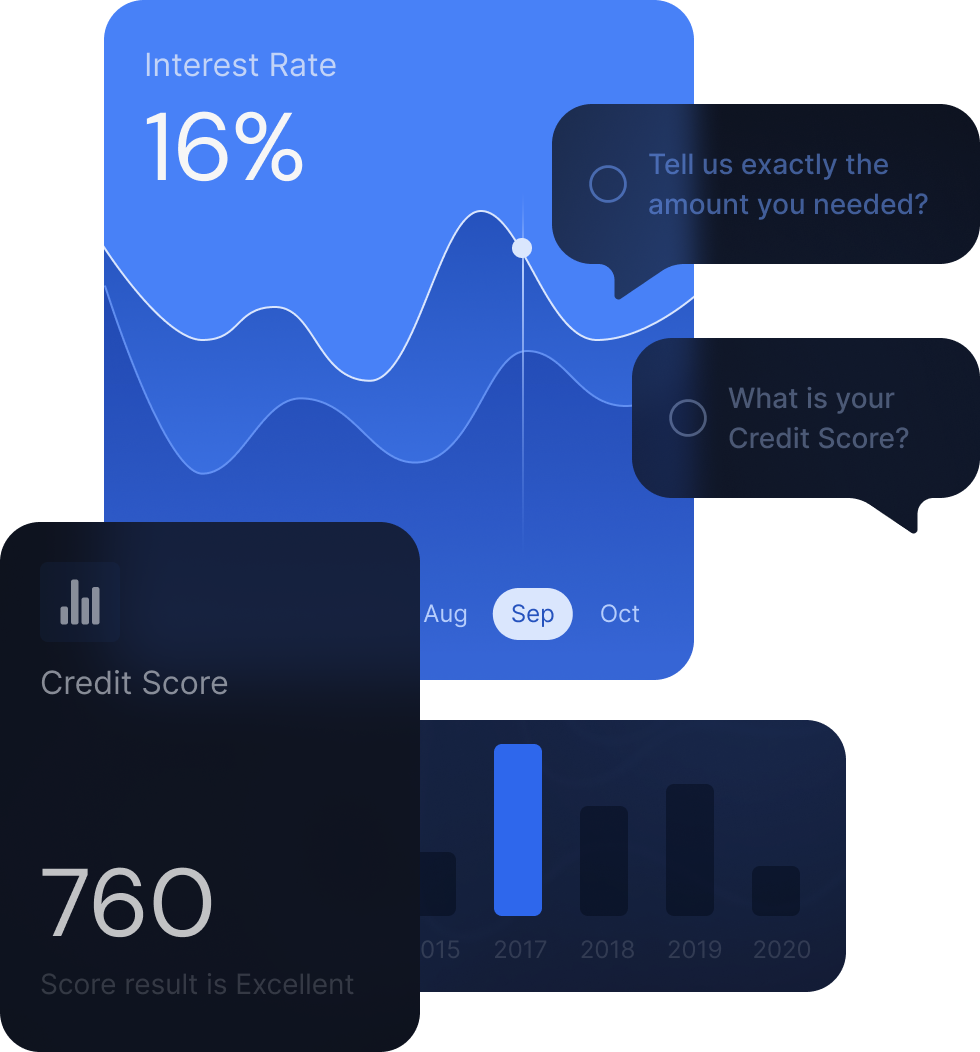 Interest Rate
16%
Tell us exactly the
amount you needed?
What is your
Credit Score?
Aug
Sep
Oct
Credit Score
760
Score result is Excellent
015
2017
2018
2019
2020